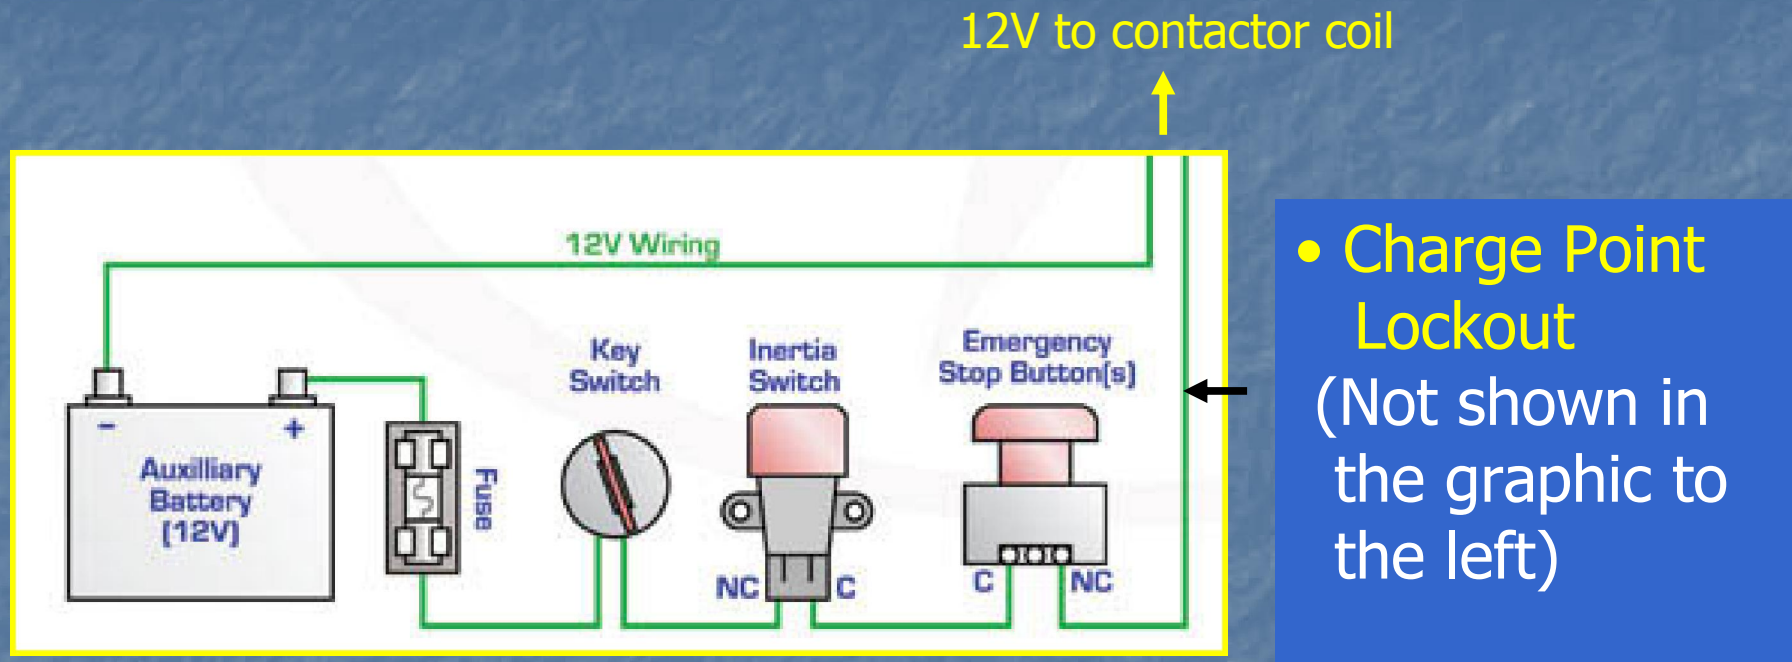 12V to contactor coil
12V Wiring
Key
Switch
Inertia
Switch
Emergency
Stop Button(s)
-
+
Auxilliary
Battery
(12V)
Fuse
NC
C
C
NC
• Charge Point
Lockout
(Not shown in
the graphic to
the left)